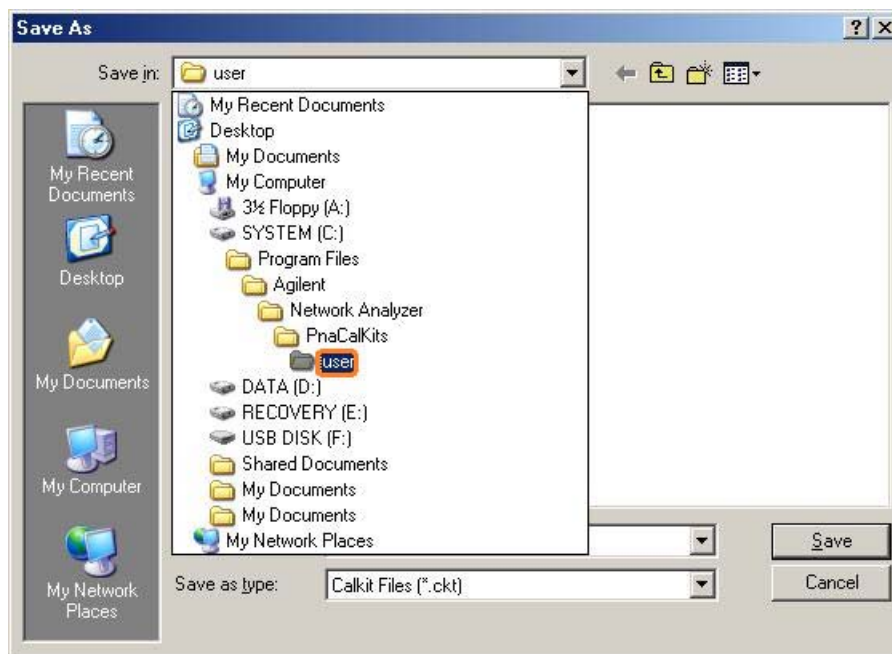 Save As
Save in:
user
My Recent Documents
Desktop
My Documents
My Computer
3½ Floppy (A:)
SYSTEM (C:)
Program Files
Agilent
Network Analyzer
PnaCalKits
user
DATA (D:)
RECOVERY (E:)
USB DISK (F:)
Shared Documents
My Documents
My Documents
My Network Places
My Recent
Documents
Desktop
My Documents
My Computer
My Network
Places
Save
Save as type:
Calkit Files (*.ckt)
Cancel